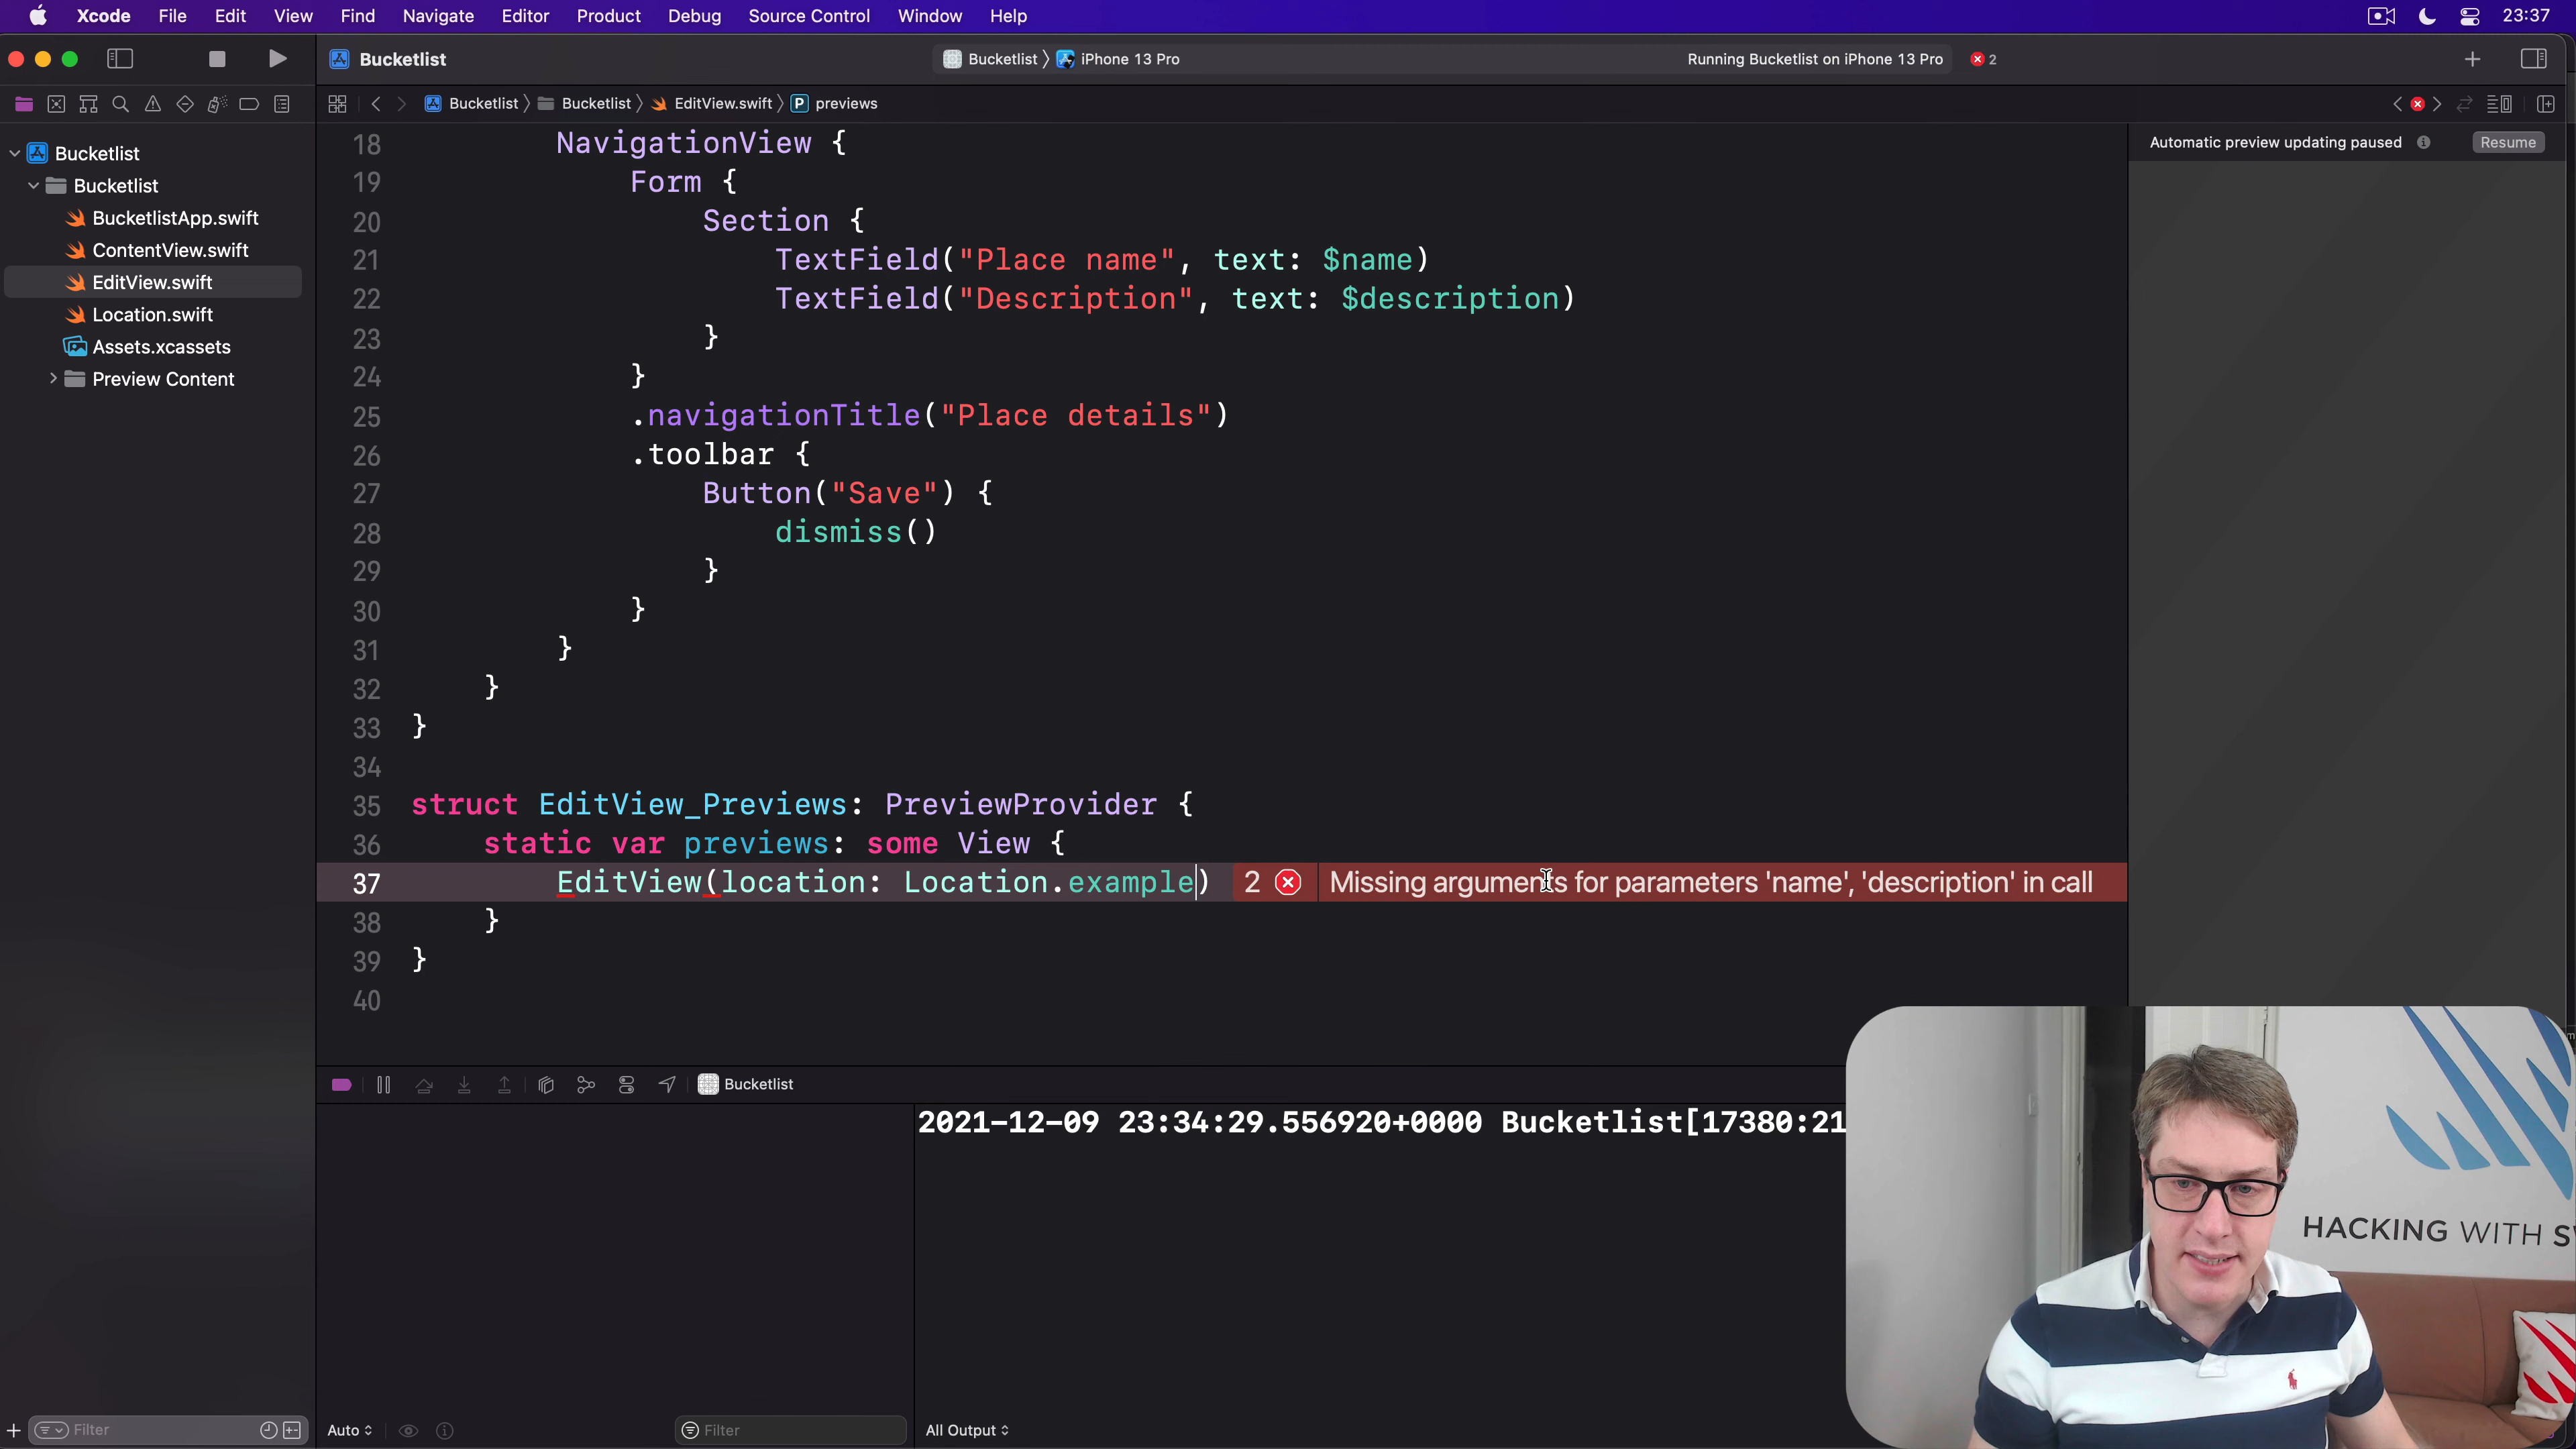 Xcode File Edit View Find Navigate Editor Product Debug Source Control Window Help 23:37
Bucketlist Bucketlist iPhone 13 Pro Running Bucketlist on iPhone 13 Pro 2
Bucketlist Bucketlist EditView.swift P previews
Automatic preview updating paused Resume
Bucketlist
Bucketlist
BucketlistApp.swift
ContentView.swift
EditView.swift
Location.swift
Assets.xcassets
Preview Content
18 NavigationView {
19 Form {
20 Section {
21 TextField("Place name", text: $name)
22 TextField("Description", text: $description)
23 }
24 }
25 .navigationTitle("Place details")
26 .toolbar {
27 Button("Save") {
28 dismiss()
29 }
30 }
31 }
32 }
33 }
34
35 struct EditView_Previews: PreviewProvider {
36 static var previews: some View {
37 EditView(location: Location.example) 2 Missing arguments for parameters 'name', 'description' in call
38 }
39 }
40
Bucketlist
2021-12-09 23:34:29.556920+0000 Bucketlist[17380:21
HACKING WITH S
Filter Auto Filter All Output